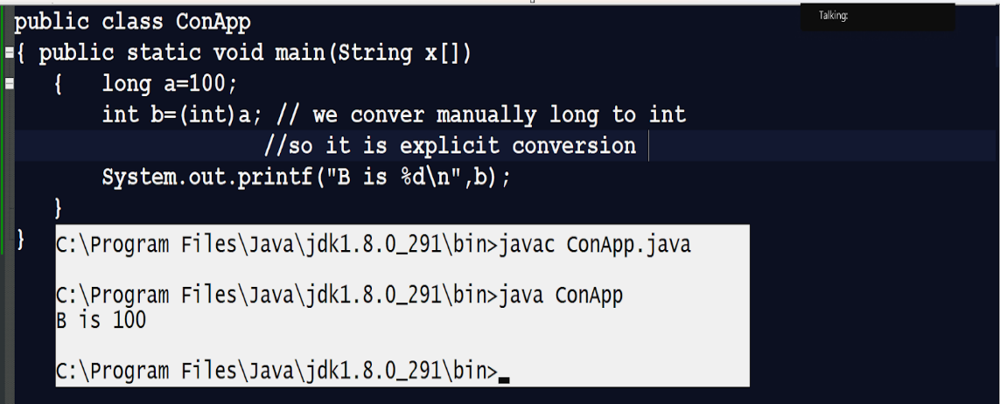 Talking:
public class ConApp
{ public static void main(String x[])
{ long a=100;
int b=(int)a; // we conver manually long to int
//so it is explicit conversion
System.out.printf("B is %d\n",b);
}
}
C:\Program Files\Java\jdk1.8.0_291\bin>javac ConApp.java
C:\Program Files\Java\jdk1.8.0_291\bin>java ConApp
B is 100
C:\Program Files\Java\jdk1.8.0_291\bin>